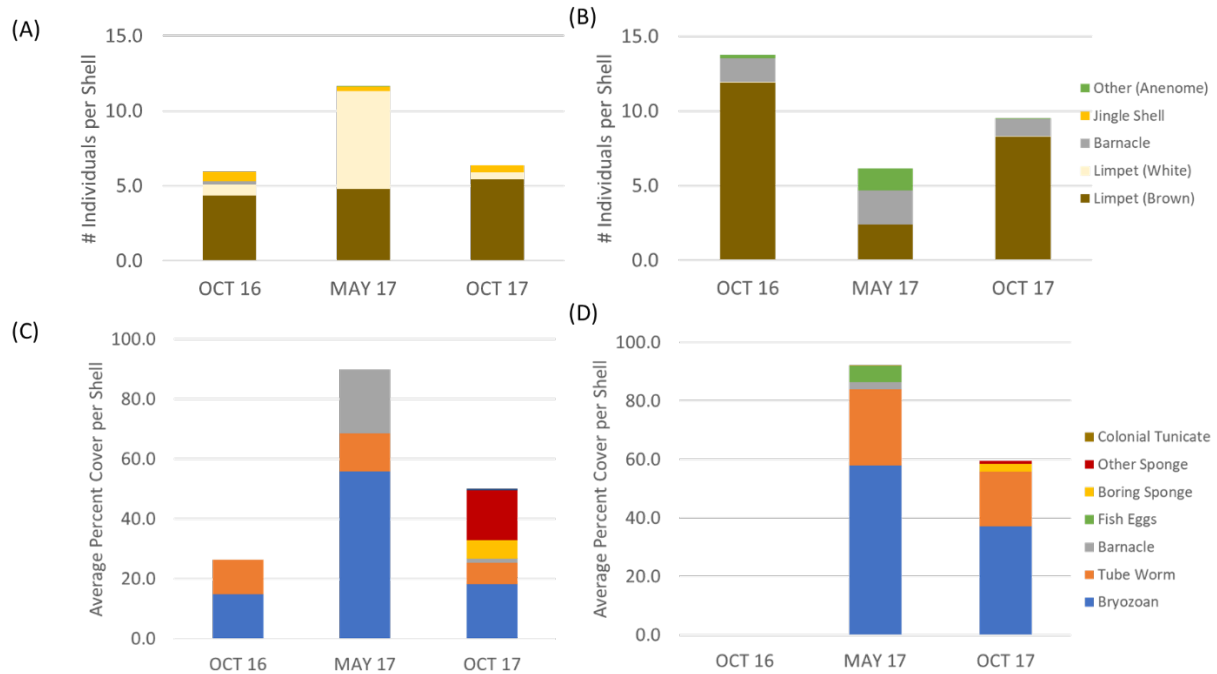 (A)
# Individuals per Shell
15.0
10.0
5.0
0.0
OCT 16
MAY 17
OCT 17
(B)
# Individuals per Shell
15.0
10.0
5.0
0.0
OCT 16
MAY 17
OCT 17
Other (Anenome)
Jingle Shell
Barnacle
Limpet (White)
Limpet (Brown)
(C)
Average Percent Cover per Shell
100.0
80.0
60.0
40.0
20.0
0.0
OCT 16
MAY 17
OCT 17
(D)
Average Percent Cover per Shell
100.0
80.0
60.0
40.0
20.0
0.0
OCT 16
MAY 17
OCT 17
Colonial Tunicate
Other Sponge
Boring Sponge
Fish Eggs
Barnacle
Tube Worm
Bryozoan